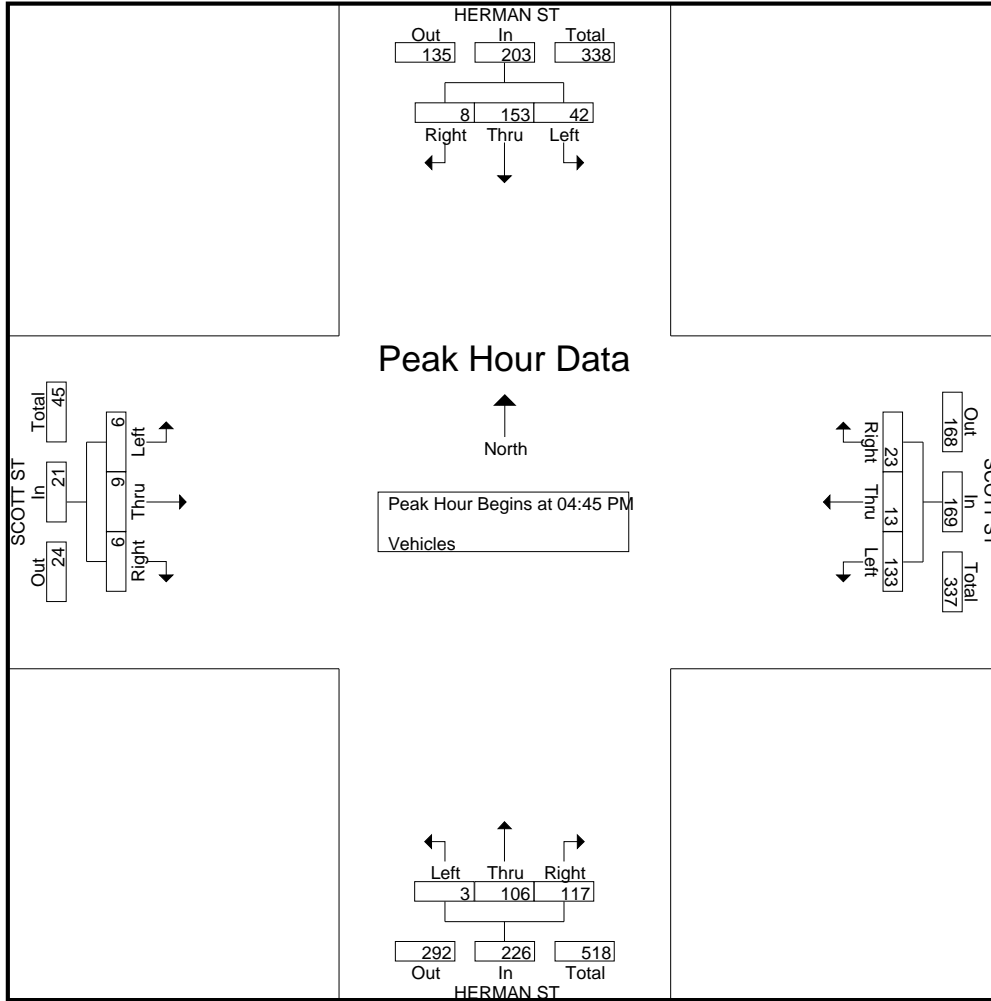 HERMAN ST
Out In Total
135 203 338
8 153 42
Right Thru Left
Peak Hour Data
North
Peak Hour Begins at 04:45 PM
Vehicles
SCOTT ST
Total In Out
45 21 24
6 9 6
Left Thru Right
Right Thru Left
23 13 133
168 169 337
Out In Total
SCOTT ST
Left Thru Right
3 106 117
292 226 518
Out In Total
HERMAN ST